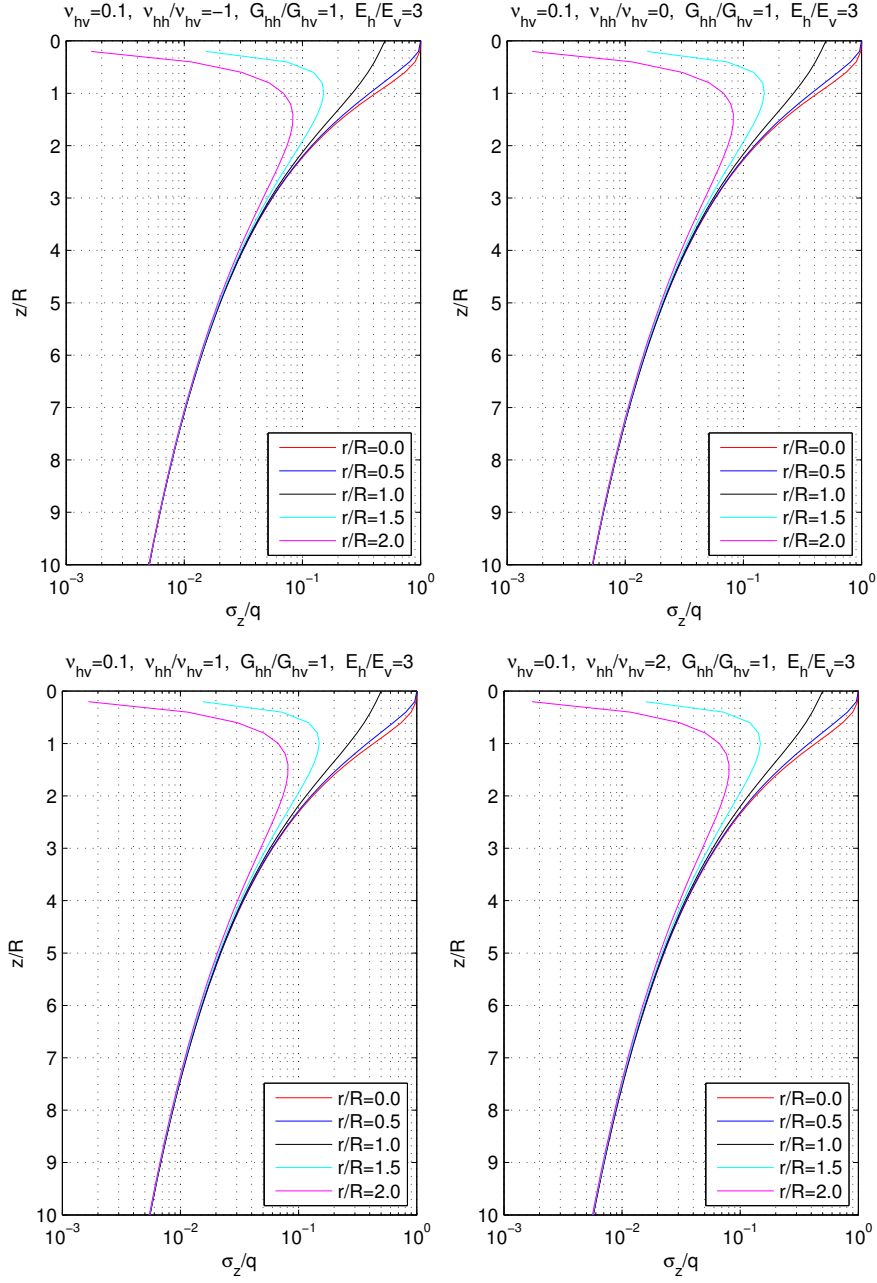 ν_hv=0.1, ν_hh/ν_hv=−1, G_hh/G_hv=1, E_h/E_v=3
0
1
2
3
4
5
6
7
8
9
10
z/R
r/R=0.0
r/R=0.5
r/R=1.0
r/R=1.5
r/R=2.0
10⁻³ 10⁻² 10⁻¹ 10⁰
σ_z/q
ν_hv=0.1, ν_hh/ν_hv=0, G_hh/G_hv=1, E_h/E_v=3
0
1
2
3
4
5
6
7
8
9
10
z/R
r/R=0.0
r/R=0.5
r/R=1.0
r/R=1.5
r/R=2.0
10⁻³ 10⁻² 10⁻¹ 10⁰
σ_z/q
ν_hv=0.1, ν_hh/ν_hv=1, G_hh/G_hv=1, E_h/E_v=3
0
1
2
3
4
5
6
7
8
9
10
z/R
r/R=0.0
r/R=0.5
r/R=1.0
r/R=1.5
r/R=2.0
10⁻³ 10⁻² 10⁻¹ 10⁰
σ_z/q
ν_hv=0.1, ν_hh/ν_hv=2, G_hh/G_hv=1, E_h/E_v=3
0
1
2
3
4
5
6
7
8
9
10
z/R
r/R=0.0
r/R=0.5
r/R=1.0
r/R=1.5
r/R=2.0
10⁻³ 10⁻² 10⁻¹ 10⁰
σ_z/q